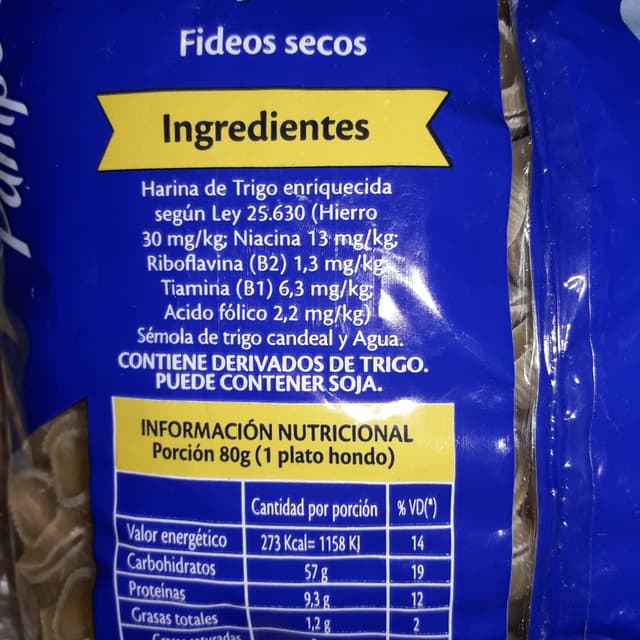 Fideos secos
Ingredientes
Harina de Trigo enriquecida
según Ley 25.630 (Hierro
30 mg/kg; Niacina 13 mg/kg;
Riboflavina (B2) 1,3 mg/kg;
Tiamina (B1) 6,3 mg/kg;
Acido fólico 2,2 mg/kg)
Sémola de trigo candeal y Agua.
CONTIENE DERIVADOS DE TRIGO.
PUEDE CONTENER SOJA.
INFORMACIÓN NUTRICIONAL
Porción 80g (1 plato hondo)
Cantidad por porción % VD(*)
Valor energético 273 Kcal= 1158 KJ 14
Carbohidratos 57 g 19
Proteínas 9,3 g 12
Grasas totales 1,2 g 2